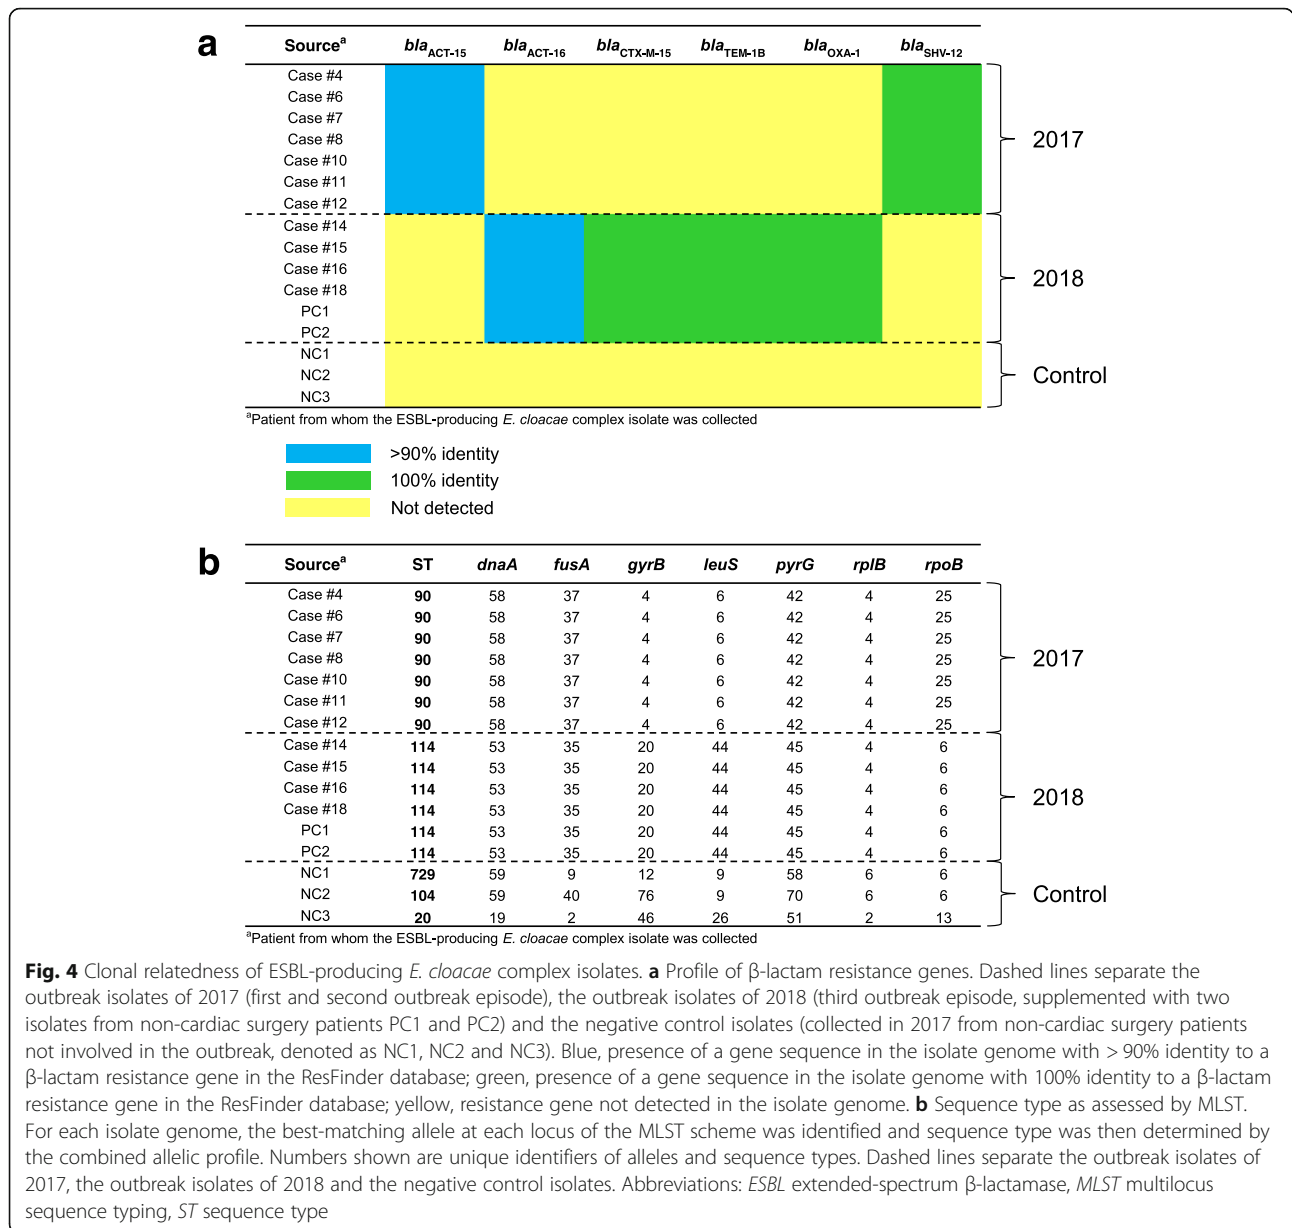 a
Source^a bla_ACT-15 bla_ACT-16 bla_CTX-M-15 bla_TEM-1B bla_OXA-1 bla_SHV-12
Case #4
Case #6
Case #7
Case #8
Case #10
Case #11
Case #12
2017
Case #14
Case #15
Case #16
Case #18
PC1
PC2
2018
NC1
NC2
NC3
Control
^aPatient from whom the ESBL-producing E. cloacae complex isolate was collected
>90% identity
100% identity
Not detected
b
Source^a ST dnaA fusA gyrB leuS pyrG rplB rpoB
Case #4 90 58 37 4 6 42 4 25
Case #6 90 58 37 4 6 42 4 25
Case #7 90 58 37 4 6 42 4 25
Case #8 90 58 37 4 6 42 4 25
Case #10 90 58 37 4 6 42 4 25
Case #11 90 58 37 4 6 42 4 25
Case #12 90 58 37 4 6 42 4 25
2017
Case #14 114 53 35 20 44 45 4 6
Case #15 114 53 35 20 44 45 4 6
Case #16 114 53 35 20 44 45 4 6
Case #18 114 53 35 20 44 45 4 6
PC1 114 53 35 20 44 45 4 6
PC2 114 53 35 20 44 45 4 6
2018
NC1 729 59 9 12 9 58 6 6
NC2 104 59 40 76 9 70 6 6
NC3 20 19 2 46 26 51 2 13
Control
^aPatient from whom the ESBL-producing E. cloacae complex isolate was collected
Fig. 4 Clonal relatedness of ESBL-producing E. cloacae complex isolates. a Profile of β-lactam resistance genes. Dashed lines separate the
outbreak isolates of 2017 (first and second outbreak episode), the outbreak isolates of 2018 (third outbreak episode, supplemented with two
isolates from non-cardiac surgery patients PC1 and PC2) and the negative control isolates (collected in 2017 from non-cardiac surgery patients
not involved in the outbreak, denoted as NC1, NC2 and NC3). Blue, presence of a gene sequence in the isolate genome with > 90% identity to a
β-lactam resistance gene in the ResFinder database; green, presence of a gene sequence in the isolate genome with 100% identity to a β-lactam
resistance gene in the ResFinder database; yellow, resistance gene not detected in the isolate genome. b Sequence type as assessed by MLST.
For each isolate genome, the best-matching allele at each locus of the MLST scheme was identified and sequence type was then determined by
the combined allelic profile. Numbers shown are unique identifiers of alleles and sequence types. Dashed lines separate the outbreak isolates of
2017, the outbreak isolates of 2018 and the negative control isolates. Abbreviations: ESBL extended-spectrum β-lactamase, MLST multilocus
sequence typing, ST sequence type